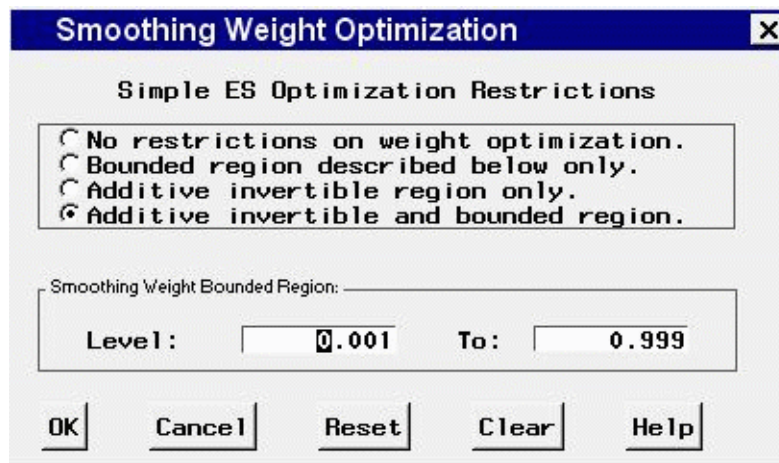 Smoothing Weight Optimization
Simple ES Optimization Restrictions
No restrictions on weight optimization.
Bounded region described below only.
Additive invertible region only.
Additive invertible and bounded region.
Smoothing Weight Bounded Region:
Level: 0.001 To: 0.999
OK Cancel Reset Clear Help